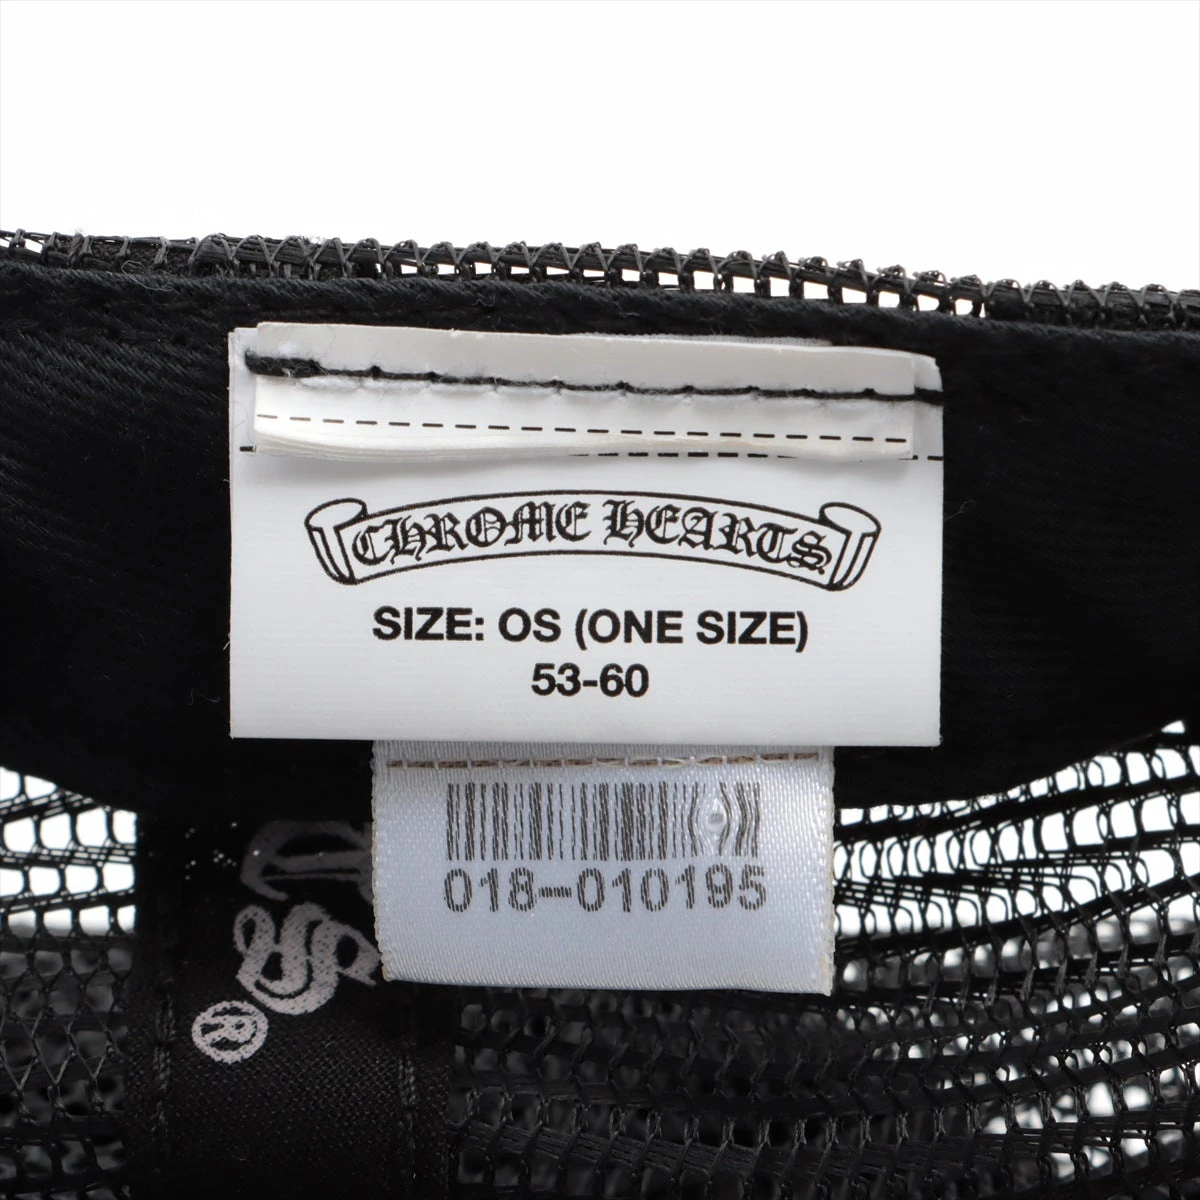 CHROME HEARTS
SIZE: OS (ONE SIZE)
53-60
018-010195
®